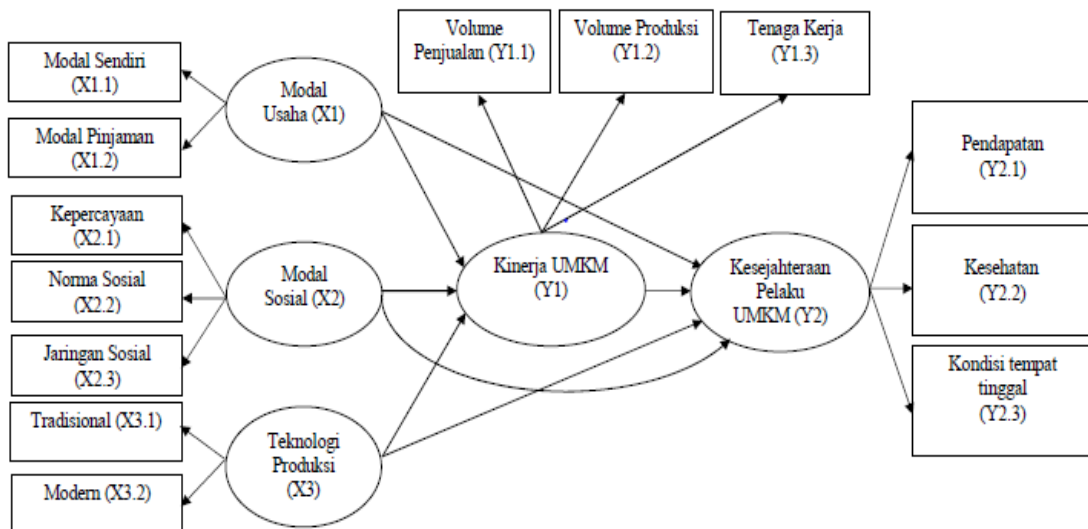 Modal Sendiri
(X1.1)
Modal Pinjaman
(X1.2)
Kepercayaan
(X2.1)
Norma Sosial
(X2.2)
Jaringan Sosial
(X2.3)
Tradisional (X3.1)
Modern (X3.2)
Modal
Usaha (X1)
Modal
Sosial (X2)
Teknologi
Produksi
(X3)
Volume
Penjualan (Y1.1)
Volume Produksi
(Y1.2)
Tenaga Kerja
(Y1.3)
Kinerja UMKM
(Y1)
Kesejahteraan
Pelaku
UMKM (Y2)
Pendapatan
(Y2.1)
Kesehatan
(Y2.2)
Kondisi tempat
tinggal
(Y2.3)